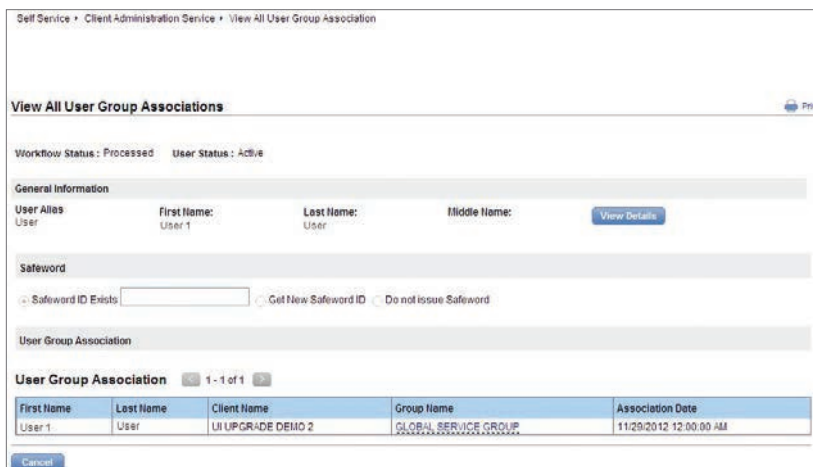 Self Service ▸ Client Administration Service ▸ View All User Group Association
View All User Group Associations
Workflow Status : Processed User Status : Active
General Information
User Alias First Name: Last Name: Middle Name: View Details
User User 1 User
Safeword
Safeword ID Exists Get New Safeword ID Do not issue Safeword
User Group Association
User Group Association < 1 - 1 of 1 >
First Name Last Name Client Name Group Name Association Date
User 1 User UI UPGRADE DEMO 2 GLOBAL SERVICE GROUP 11/29/2012 12:00:00 AM
Cancel